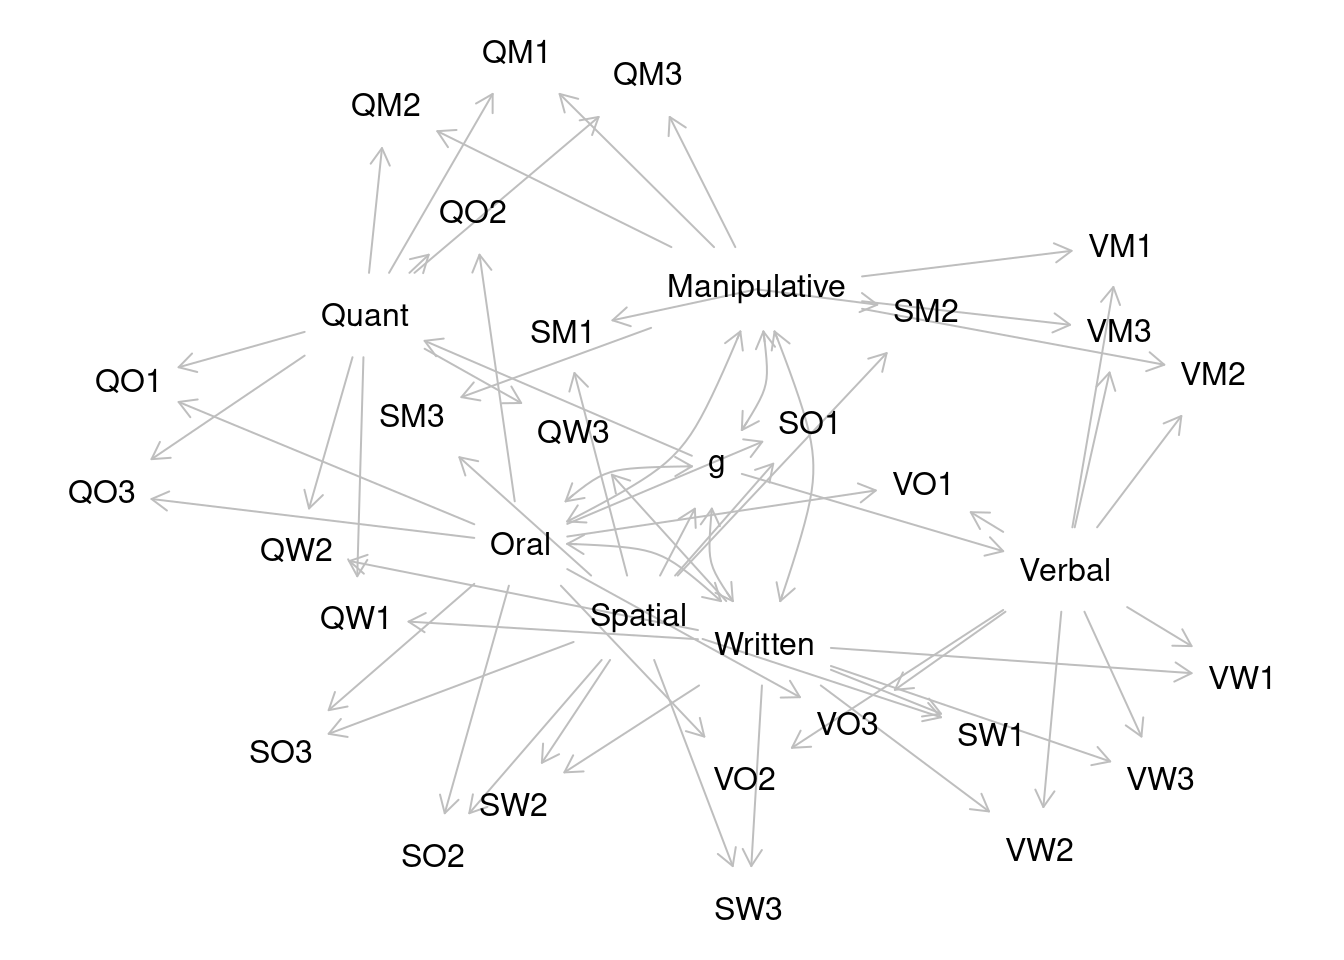 QM1
QM3
QM2
QO2
VM1
Manipulative
SM2
Quant
SM1
VM3
VM2
QO1
SM3
SO1
QW3
g
VO1
QO3
Oral
QW2
Verbal
Spatial
QW1
Written
VW1
VO3
SW1
SO3
VO2
VW3
SW2
VW2
SO2
SW3